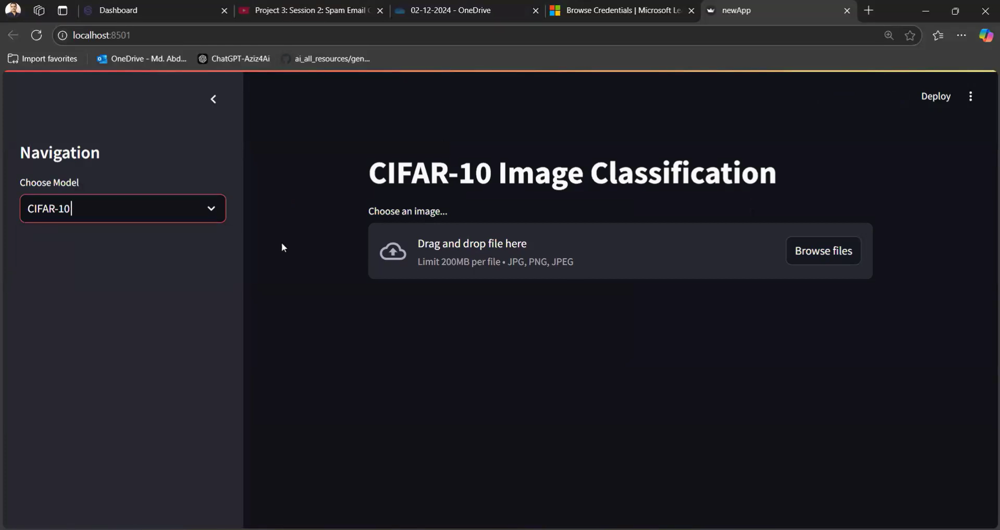 Dashboard
Project 3: Session 2: Spam Email
02-12-2024 - OneDrive
Browse Credentials | Microsoft Le
newApp
localhost:8501
Import favorites
OneDrive - Md. Abd...
ChatGPT-Aziz4Ai
ai_all_resources/gen...
Deploy
Navigation
Choose Model
CIFAR-10
CIFAR-10 Image Classification
Choose an image...
Drag and drop file here
Limit 200MB per file • JPG, PNG, JPEG
Browse files